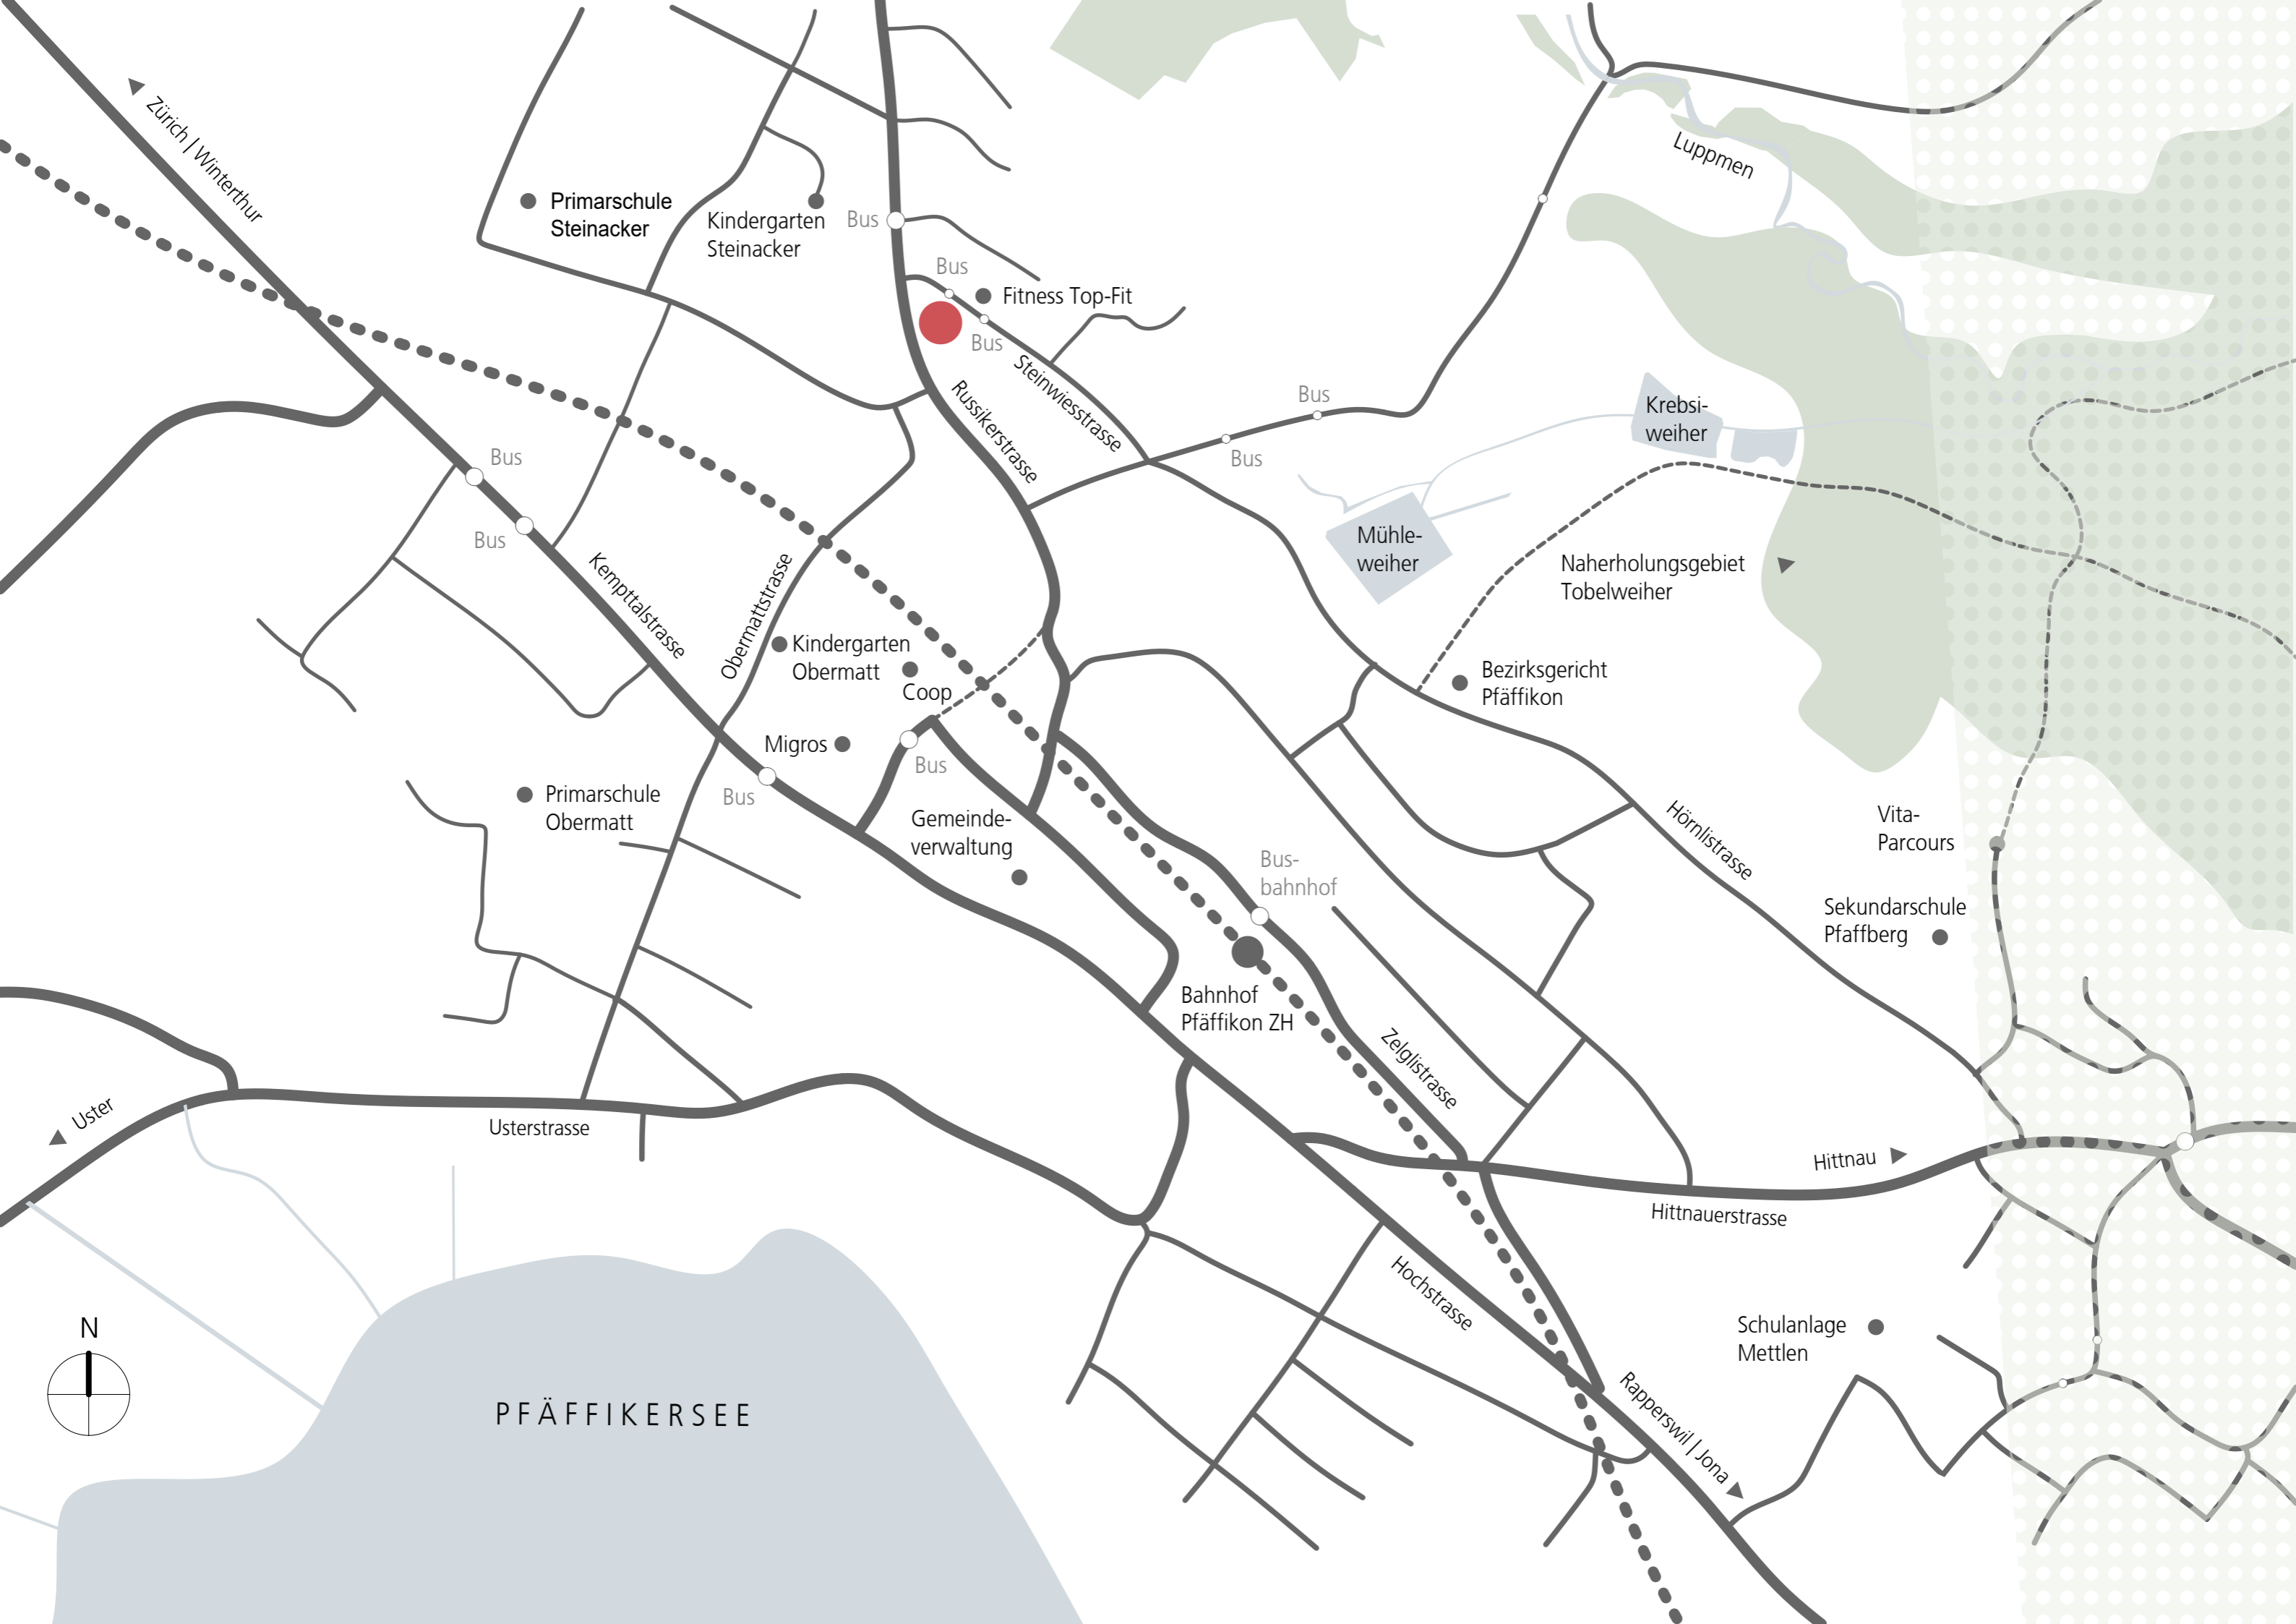 Zürich | Winterthur
Primarschule
Steinacker
Kindergarten
Steinacker
Bus
Bus
Fitness Top-Fit
Bus
Steinwiesstrasse
Russikerstrasse
Luppmen
Bus
Bus
Krebsi-
weiher
Mühle-
weiher
Naherholungsgebiet
Tobelweiher
Bus
Bus
Kempttalstrasse
Obermattstrasse
Kindergarten
Obermatt
Coop
Migros
Bus
Bus
Bezirksgericht
Pfäffikon
Primarschule
Obermatt
Gemeinde-
verwaltung
Bus-
bahnhof
Hörnlistrasse
Vita-
Parcours
Sekundarschule
Pfaffberg
Bahnhof
Pfäffikon ZH
Zelglistrasse
Uster
Usterstrasse
Hittnau
Hittnauerstrasse
Hochstrasse
Schulanlage
Mettlen
Rapperswil | Jona
N
PFÄFFIKERSEE